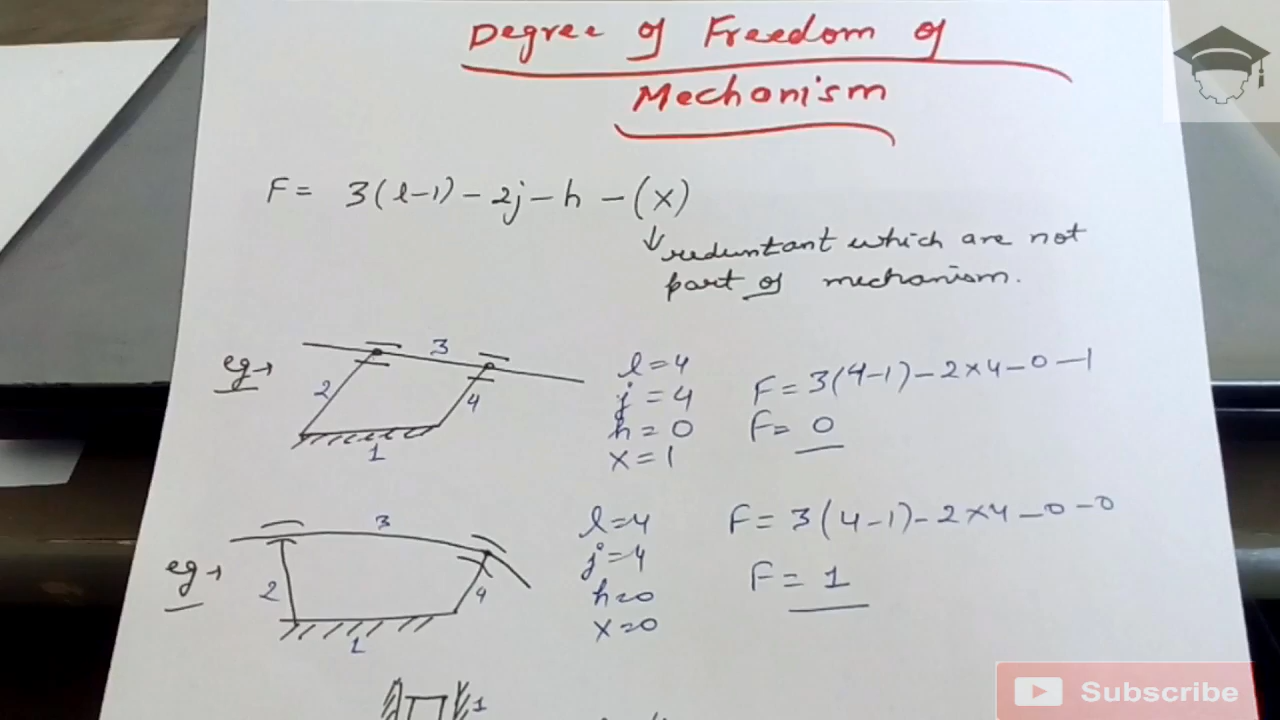 Degree of Freedom of
Mechanism
F = 3(l-1) - 2j - h - (x)
↓ reduntant which are not
part of mechanism.
eg→
3
2
4
1
l=4
j=4
h=0
x=1
F=3(4-1)-2×4-0-1
F= 0
eg→
3
2
4
1
l=4
j=4
h=0
x=0
F=3(4-1)-2×4-0-0
F=1
1
Subscribe